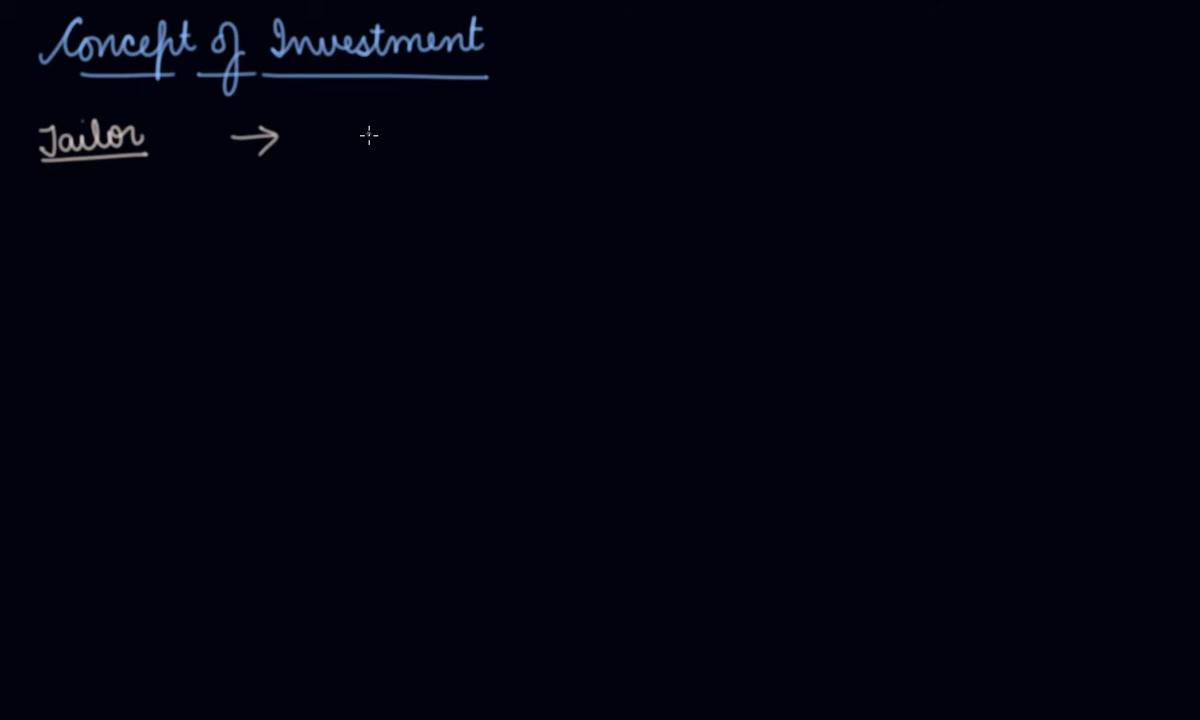 Concept of Investment
Tailor →